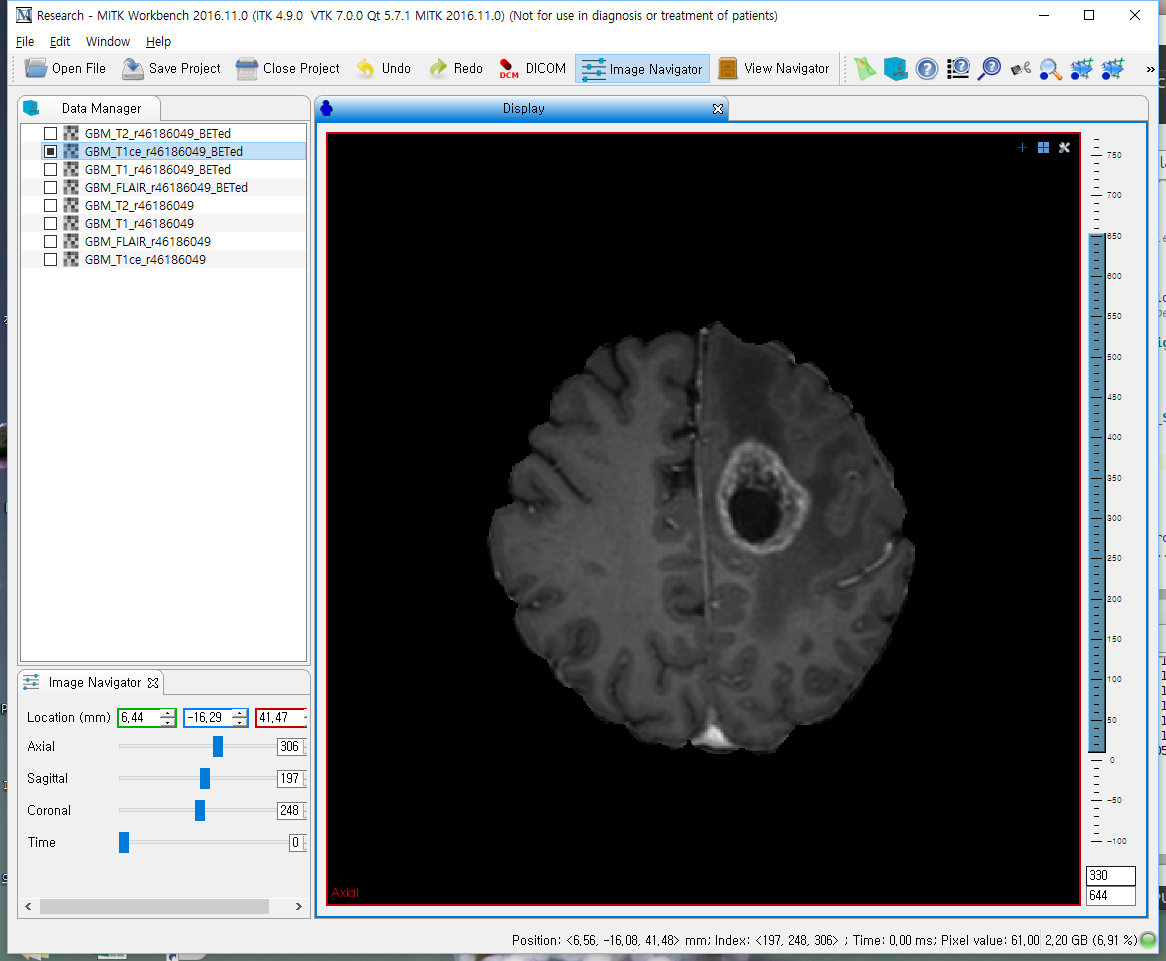 Research - MITK Workbench 2016.11.0 (ITK 4.9.0 VTK 7.0.0 Qt 5.7.1 MITK 2016.11.0) (Not for use in diagnosis or treatment of patients)
File Edit Window Help
Open File Save Project Close Project Undo Redo DCM DICOM Image Navigator View Navigator »
Data Manager
Display
GBM_T2_r46186049_BETed
GBM_T1ce_r46186049_BETed
GBM_T1_r46186049_BETed
GBM_FLAIR_r46186049_BETed
GBM_T2_r46186049
GBM_T1_r46186049
GBM_FLAIR_r46186049
GBM_T1ce_r46186049
750
700
650
600
550
500
450
400
350
300
250
200
150
100
50
0
-50
-100
330
644
Axial
Image Navigator
Location (mm) 6,44 -16,29 41,47
Axial 306
Sagittal 197
Coronal 248
Time 0
Position: <6,56, -16,08, 41,48> mm; Index: <197, 248, 306> ; Time: 0,00 ms; Pixel value: 61,00 2,20 GB (6,91 %)